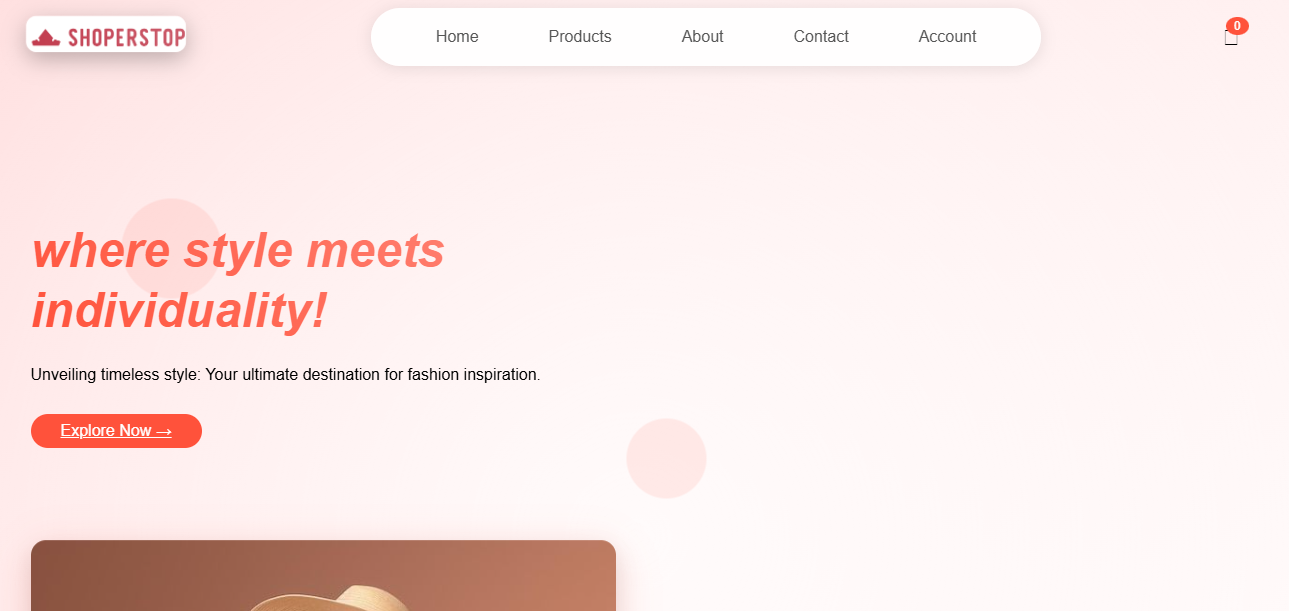 SHOPERSTOP
Home Products About Contact Account
0
where style meets
individuality!
Unveiling timeless style: Your ultimate destination for fashion inspiration.
Explore Now →